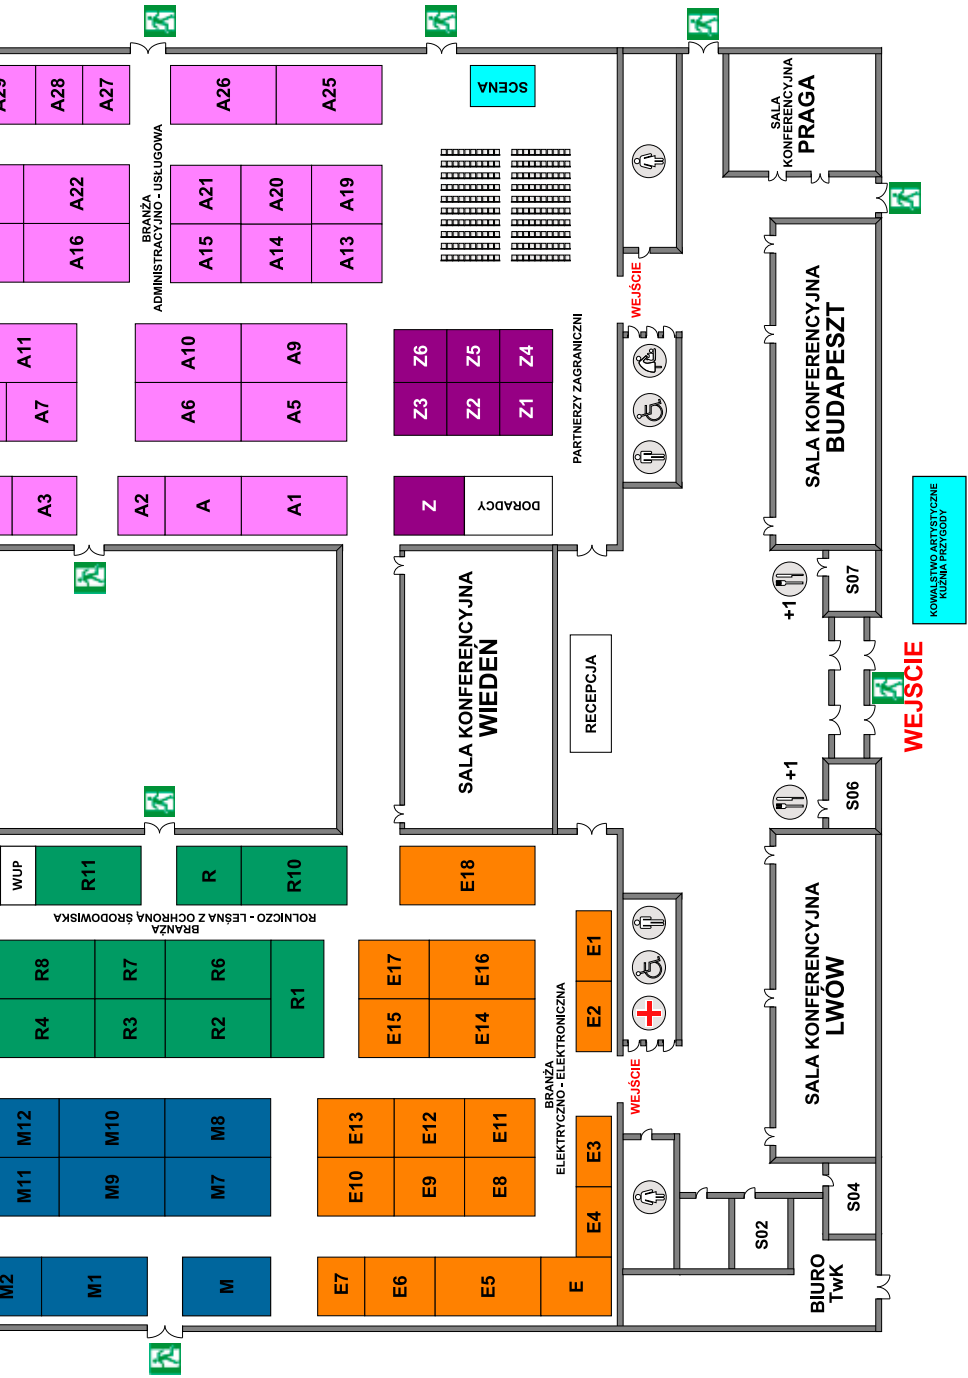 A29
A28
A27
A26
A25
SCENA
SALA
KONFERENCYJNA
PRAGA
BRANŻA
ADMINISTRACYJNO - USŁUGOWA
A22
A21
A20
A19
A16
A15
A14
A13
WEJŚCIE
SALA KONFERENCYJNA
BUDAPESZT
A11
A10
A9
A7
A6
A5
Z6
Z5
Z4
Z3
Z2
Z1
PARTNERZY ZAGRANICZNI
A3
A2
A
A1
Z
DORADCY
KOWALSTWO ARTYSTYCZNE
KUŹNIA PRZYGODY
SALA KONFERENCYJNA
WIEDEŃ
RECEPCJA
+1
S07
WEJŚCIE
+1
S06
WUP
R11
R
R10
E18
BRANŻA
ROLNICZO - LEŚNA Z OCHRONĄ ŚRODOWISKA
R8
R7
R6
R1
R4
R3
R2
E17
E16
E15
E14
E1
E2
BRANŻA
ELEKTRYCZNO - ELEKTRONICZNA
WEJŚCIE
SALA KONFERENCYJNA
LWÓW
M12
M10
M8
M11
M9
M7
E13
E12
E11
E10
E9
E8
E3
E4
M2
M1
M
E7
E6
E5
E
S02
S04
BIURO
TwK